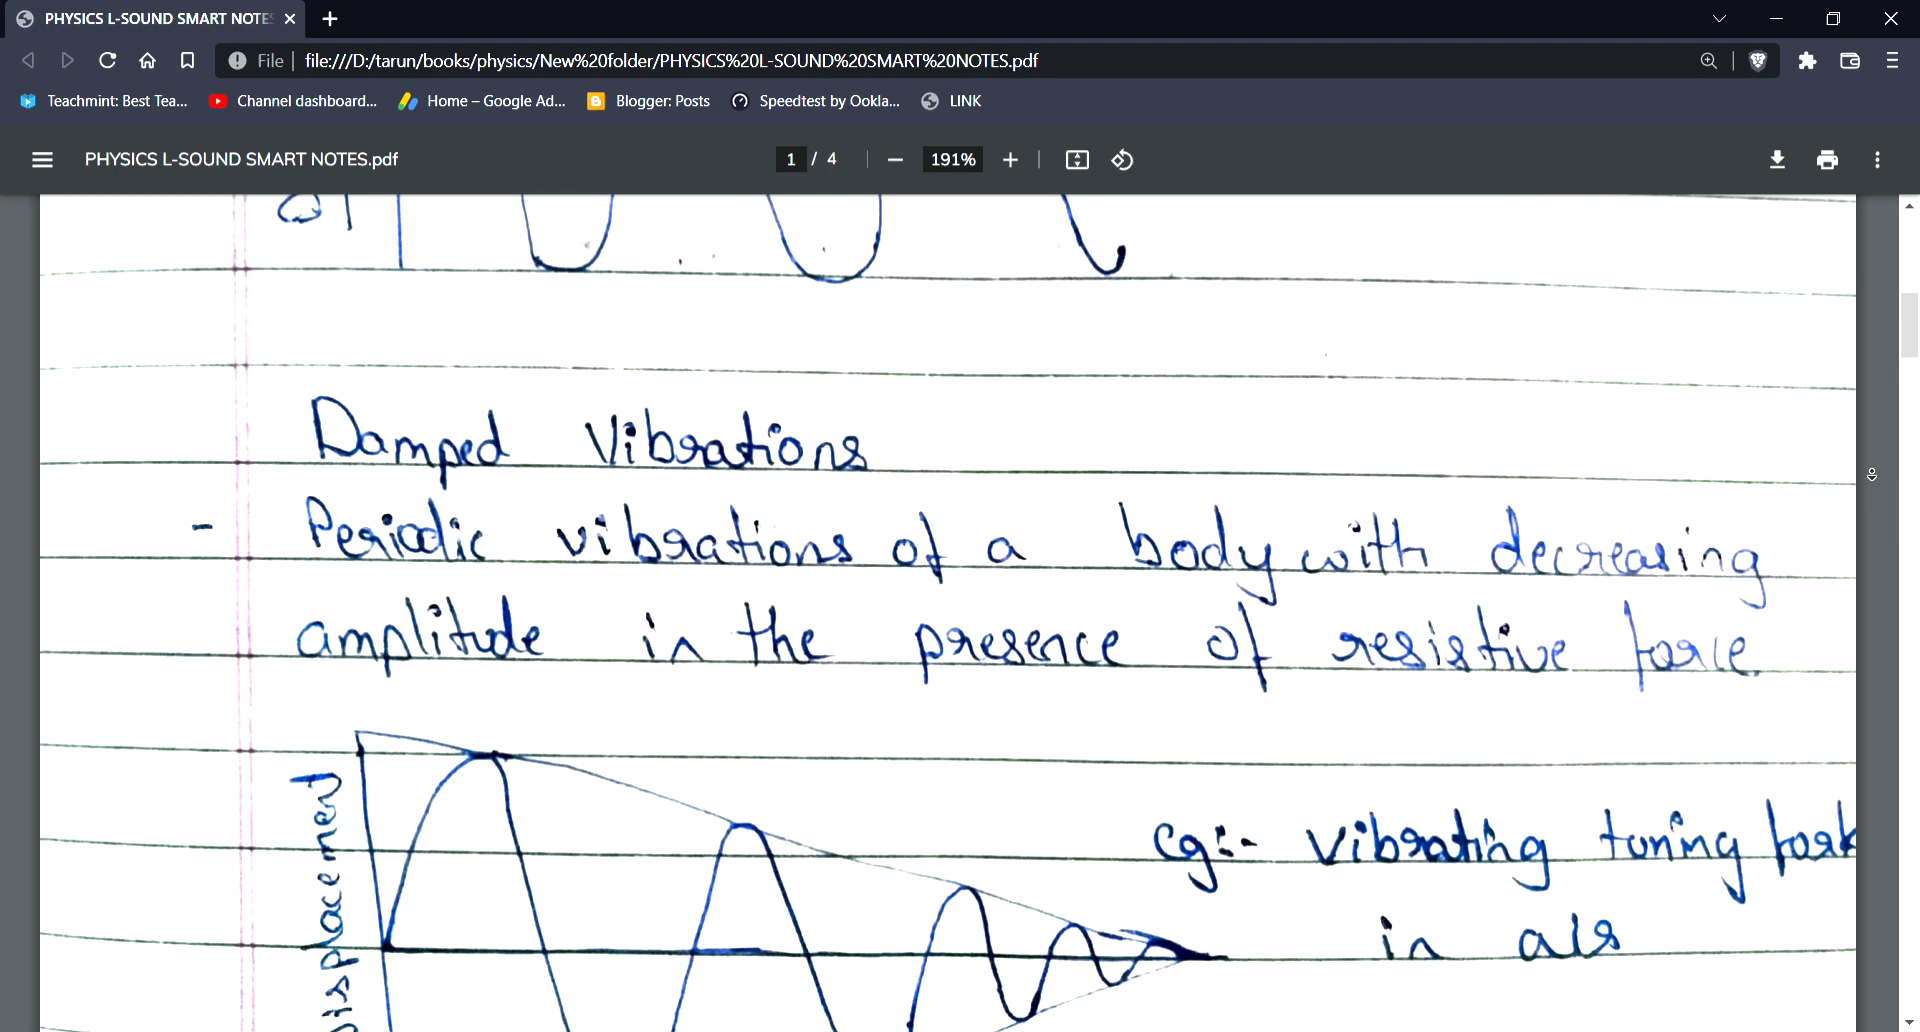 PHYSICS L-SOUND SMART NOTES
File | file:///D:/tarun/books/physics/New%20folder/PHYSICS%20L-SOUND%20SMART%20NOTES.pdf
Teachmint: Best Tea... Channel dashboard... Home – Google Ad... Blogger: Posts Speedtest by Ookla... LINK
PHYSICS L-SOUND SMART NOTES.pdf 1 / 4 191%
Damped Vibrations
- Periodic vibrations of a body with decreasing
amplitude in the presence of resistive force.
Displacement
eg:- vibrating tuning fork
in air